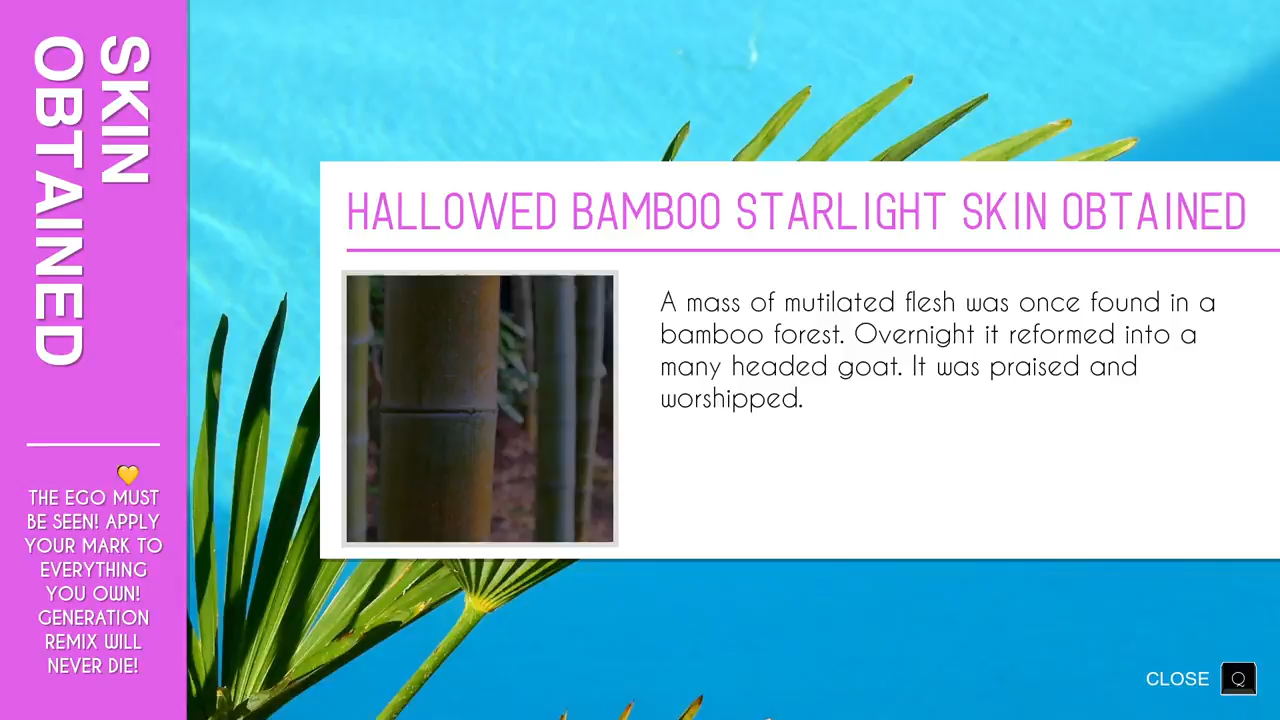 SKIN
OBTAINED
💛
THE EGO MUST
BE SEEN! APPLY
YOUR MARK TO
EVERYTHING
YOU OWN!
GENERATION
REMIX WILL
NEVER DIE!
HALLOWED BAMBOO STARLIGHT SKIN OBTAINED
A mass of mutilated flesh was once found in a
bamboo forest. Overnight it reformed into a
many headed goat. It was praised and
worshipped.
CLOSE Q